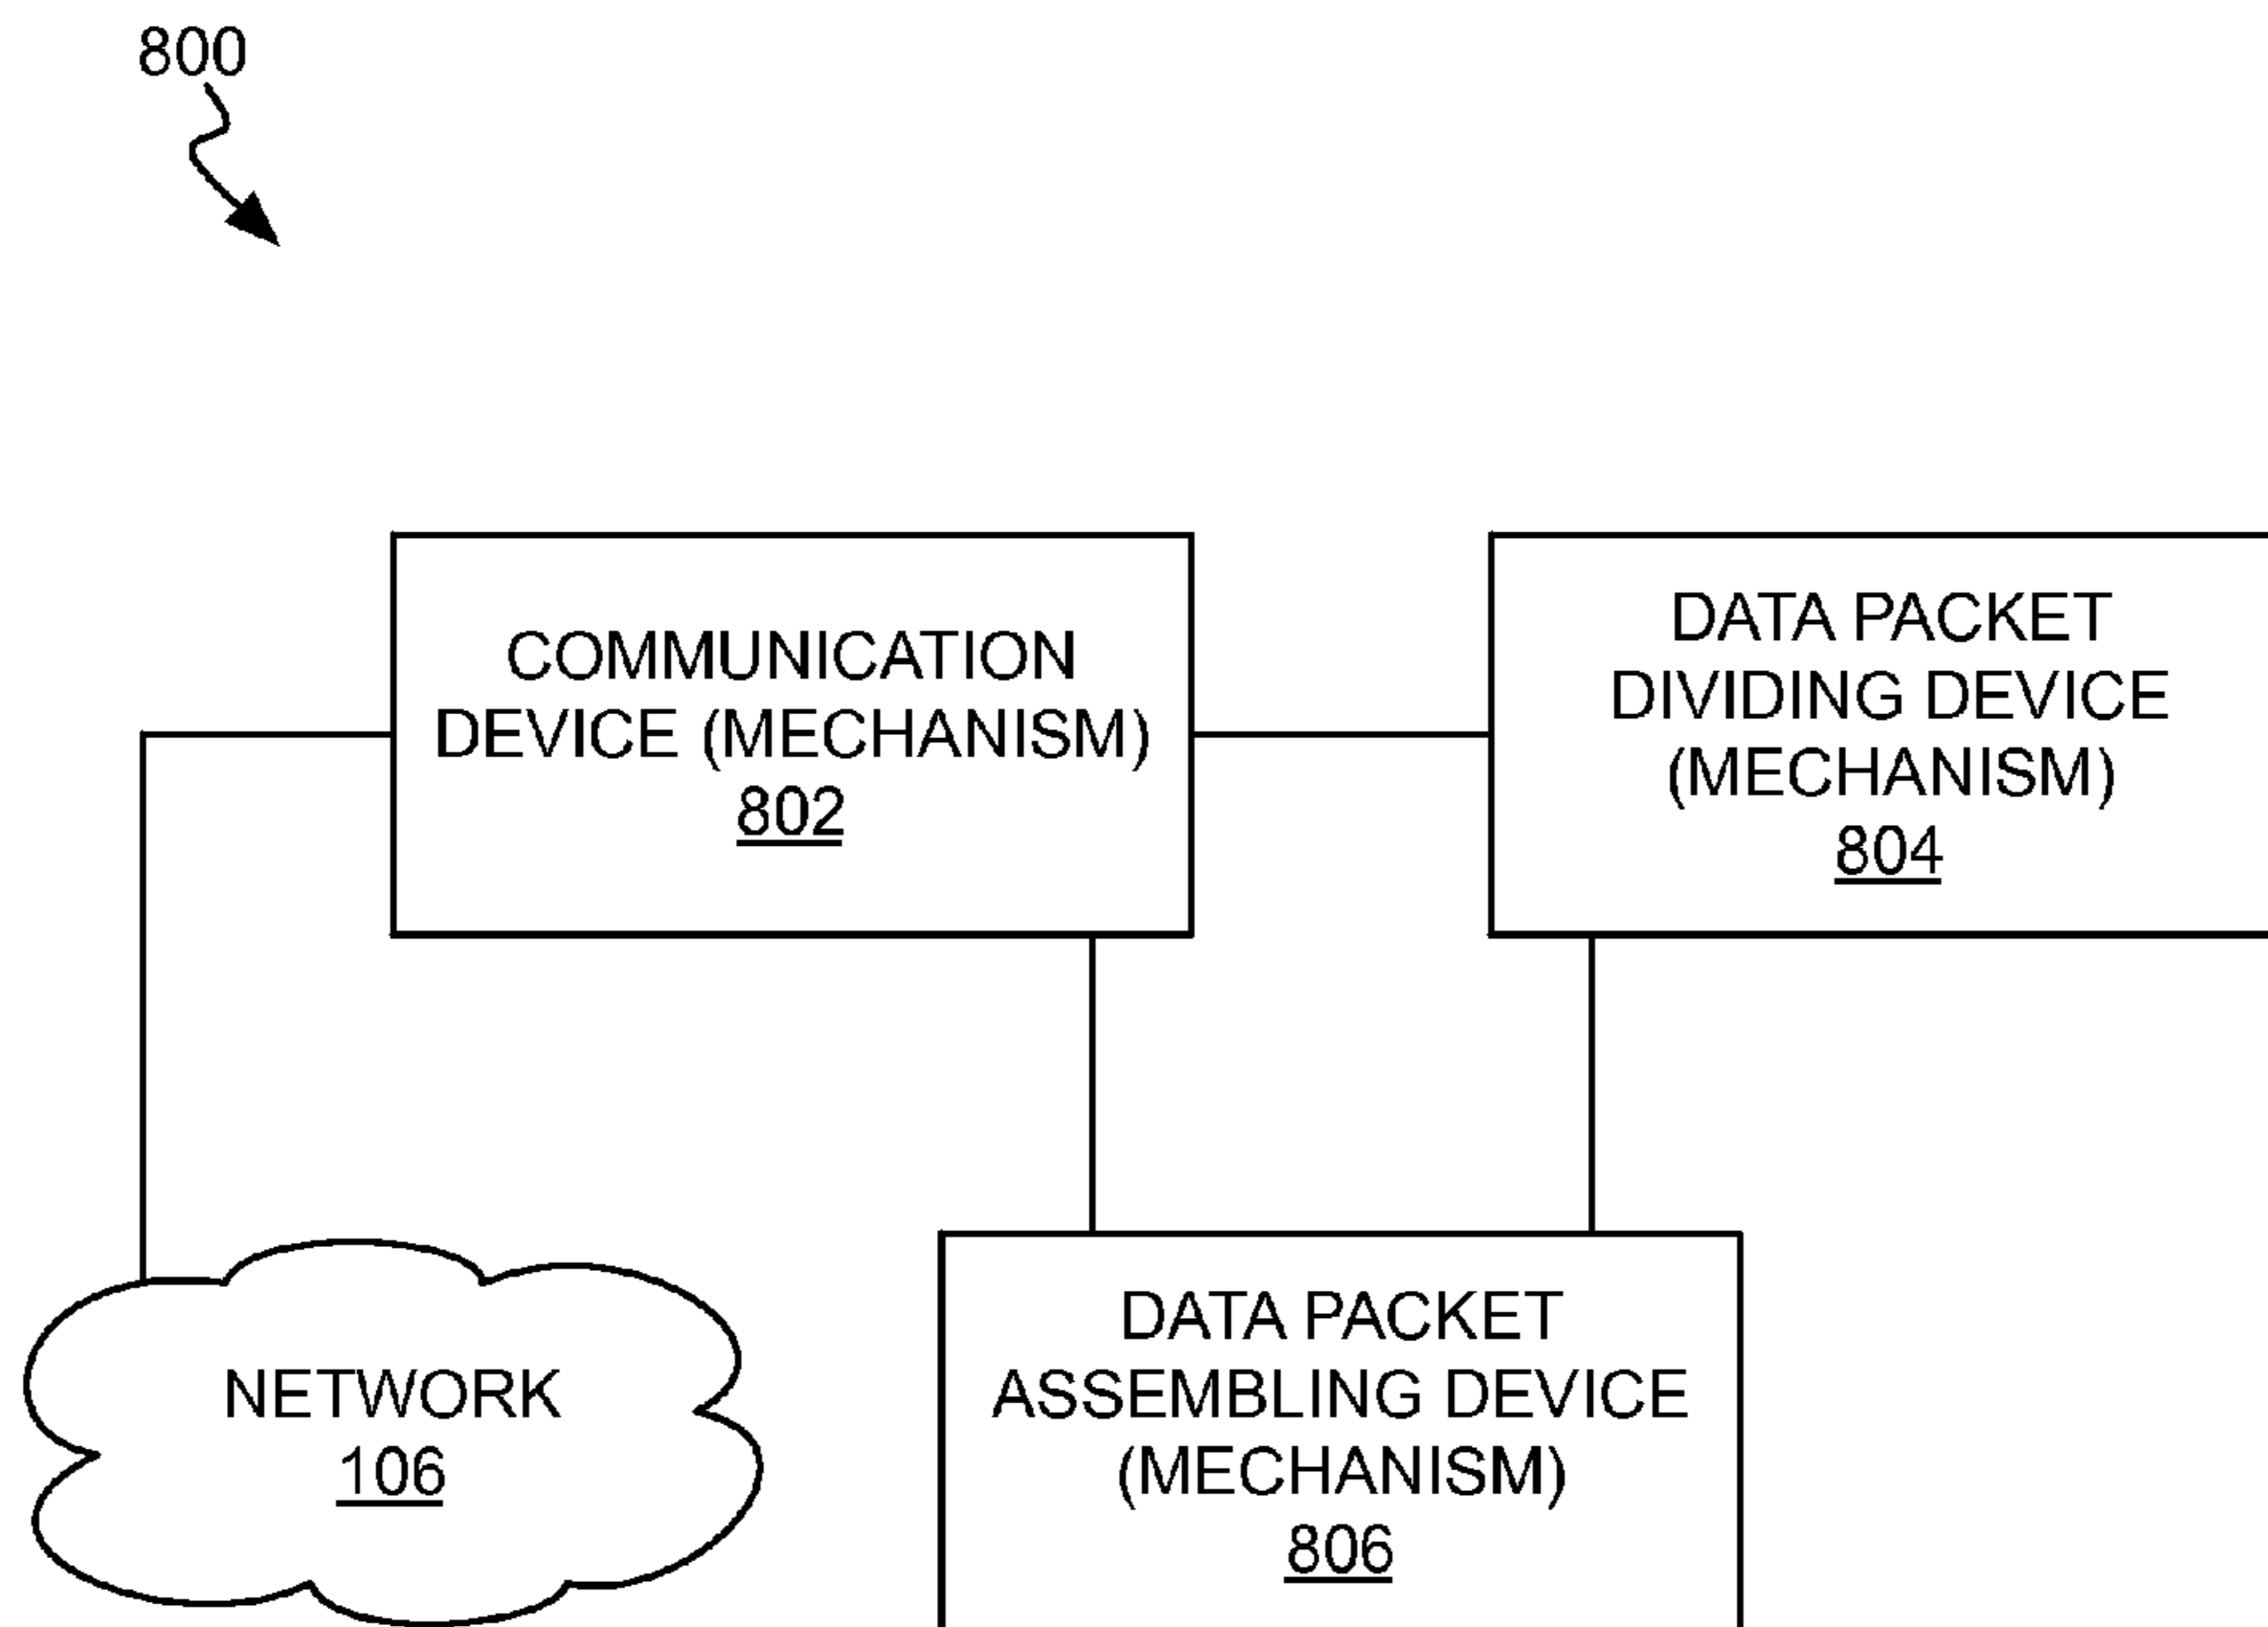 800
COMMUNICATION
DEVICE (MECHANISM)
802
DATA PACKET
DIVIDING DEVICE
(MECHANISM)
804
NETWORK
106
DATA PACKET
ASSEMBLING DEVICE
(MECHANISM)
806